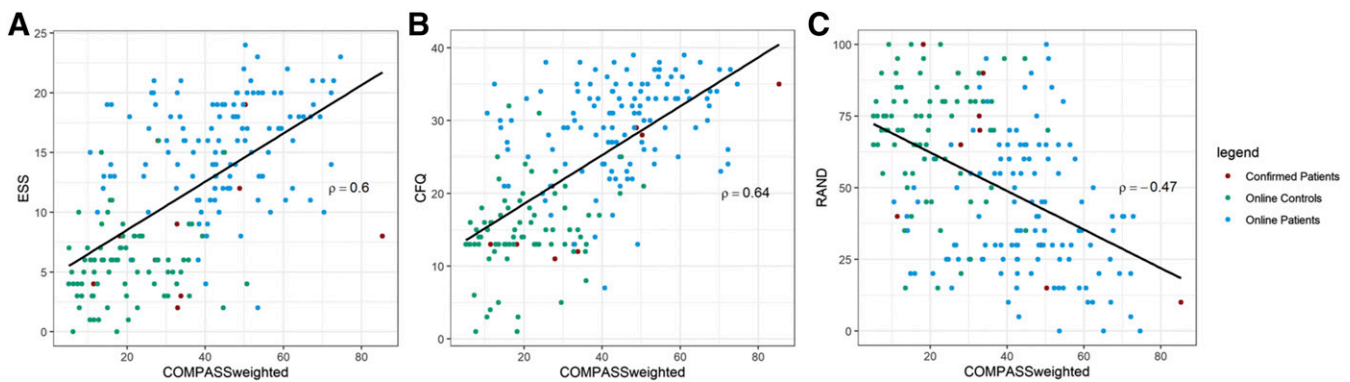 A
25
20
15
10
5
0
ESS
ρ = 0.6
20
40
60
80
COMPASSweighted
B
40
30
20
10
0
CFQ
ρ = 0.64
20
40
60
80
COMPASSweighted
C
100
75
50
25
0
RAND
ρ = −0.47
20
40
60
80
COMPASSweighted
legend
Confirmed Patients
Online Controls
Online Patients